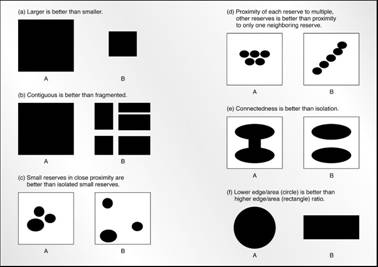 (a) Larger is better than smaller.
A
B
(b) Contiguous is better than fragmented.
A
B
(c) Small reserves in close proximity are
better than isolated small reserves.
A
B
(d) Proximity of each reserve to multiple,
other reserves is better than proximity
to only one neighboring reserve.
A
B
(e) Connectedness is better than isolation.
A
B
(f) Lower edge/area (circle) is better than
higher edge/area (rectangle) ratio.
A
B